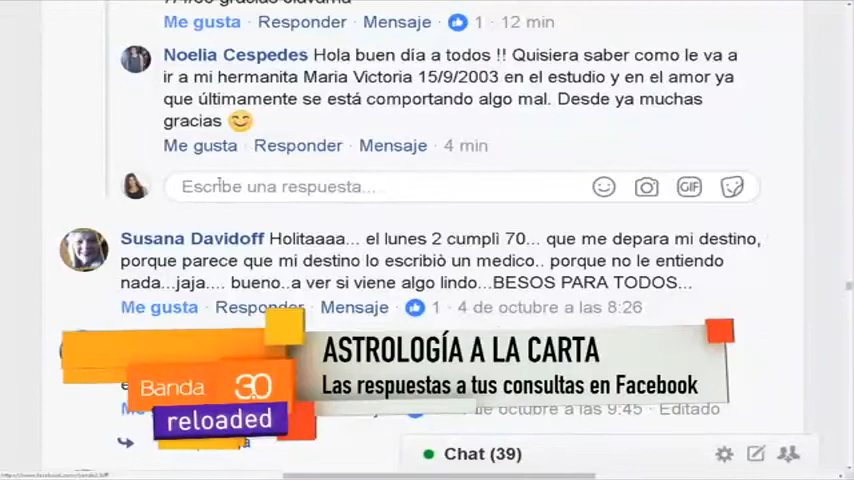 Me gusta · Responder · Mensaje · 1 · 12 min
Noelia Cespedes Hola buen día a todos !! Quisiera saber como le va a
ir a mi hermanita Maria Victoria 15/9/2003 en el estudio y en el amor ya
que últimamente se está comportando algo mal. Desde ya muchas
gracias 😊
Me gusta · Responder · Mensaje · 4 min
Escribe una respuesta...
GIF
Susana Davidoff Holitaaaa... el lunes 2 cumpli 70... que me depara mi destino,
porque parece que mi destino lo escribiò un medico.. porque no le entiendo
nada...jaja.... bueno..a ver si viene algo lindo...BESOS PARA TODOS...
Me gusta · Responder · Mensaje · 1 · 4 de octubre a las 8:26
ASTROLOGÍA A LA CARTA
Las respuestas a tus consultas en Facebook
Banda 3.0
reloaded
de octubre a las 9:45 · Editado
Chat (39)